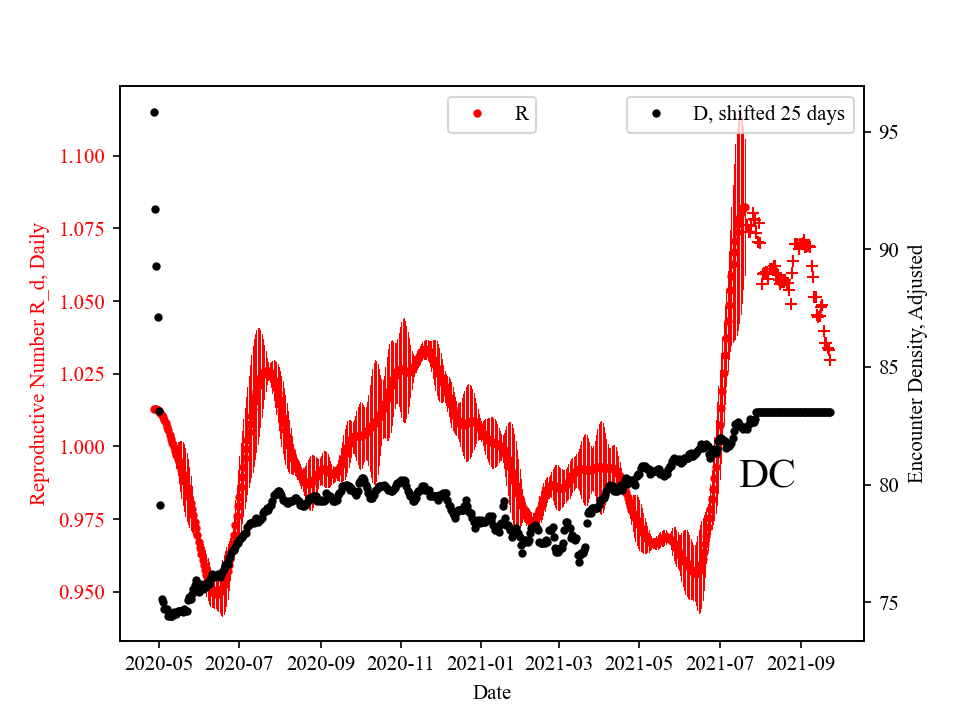 R
D, shifted 25 days
Reproductive Number R_d, Daily
1.100
1.075
1.050
1.025
1.000
0.975
0.950
95
90
85
80
75
Encounter Density, Adjusted
DC
2020-05 2020-07 2020-09 2020-11 2021-01 2021-03 2021-05 2021-07 2021-09
Date